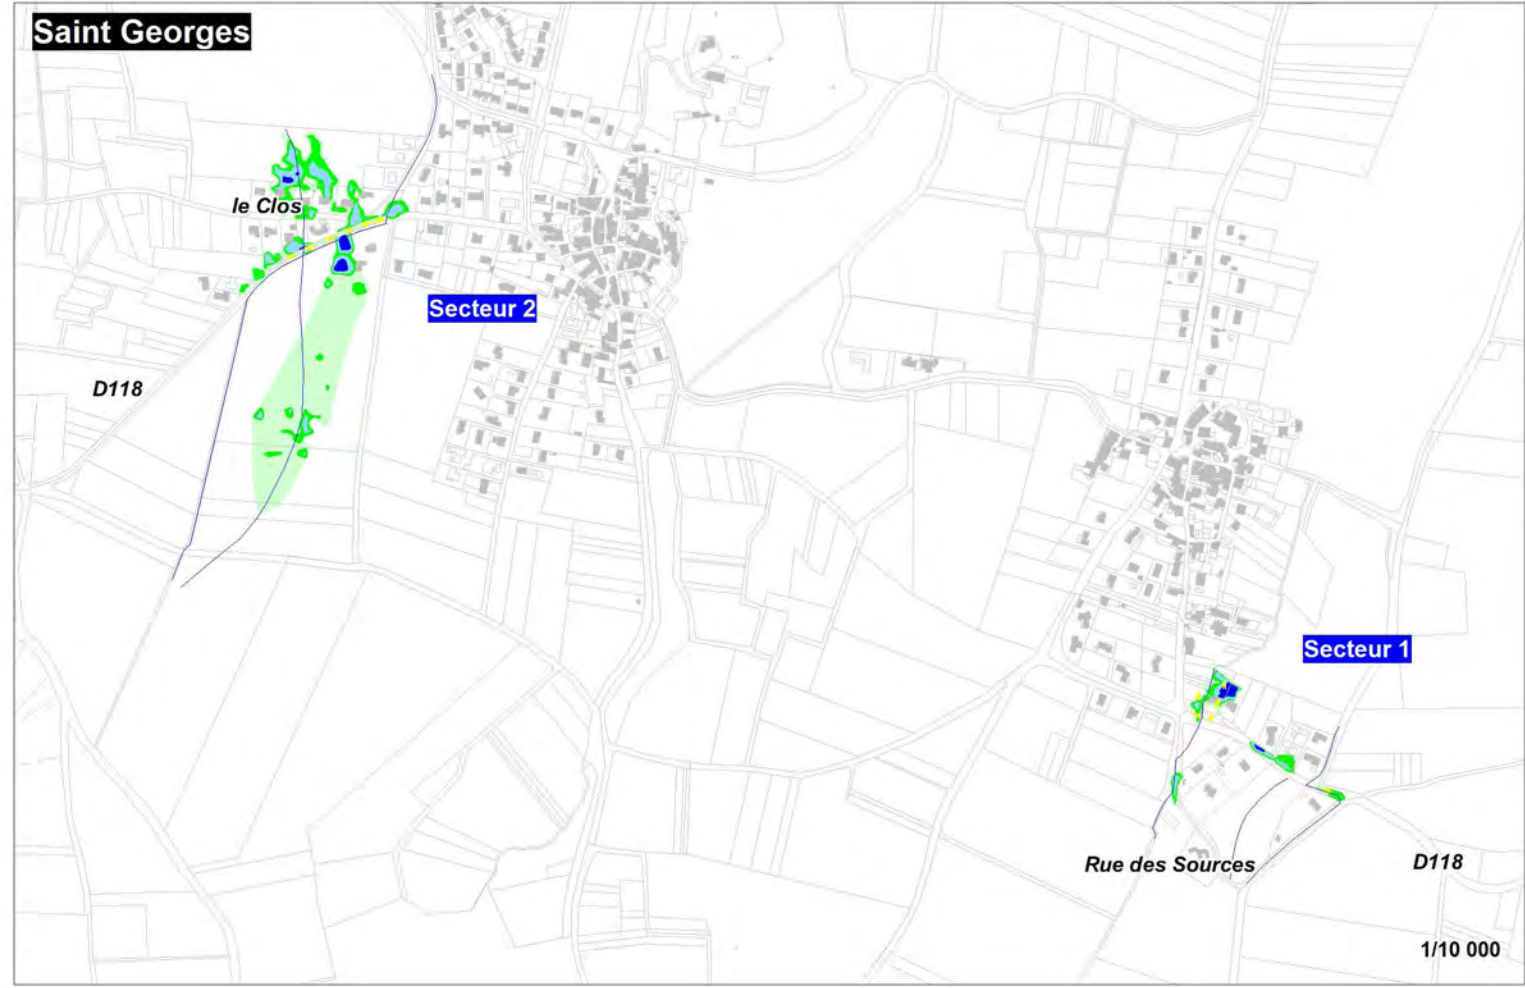 Saint Georges
le Clos
Secteur 2
D118
Secteur 1
Rue des Sources
D118
1/10 000